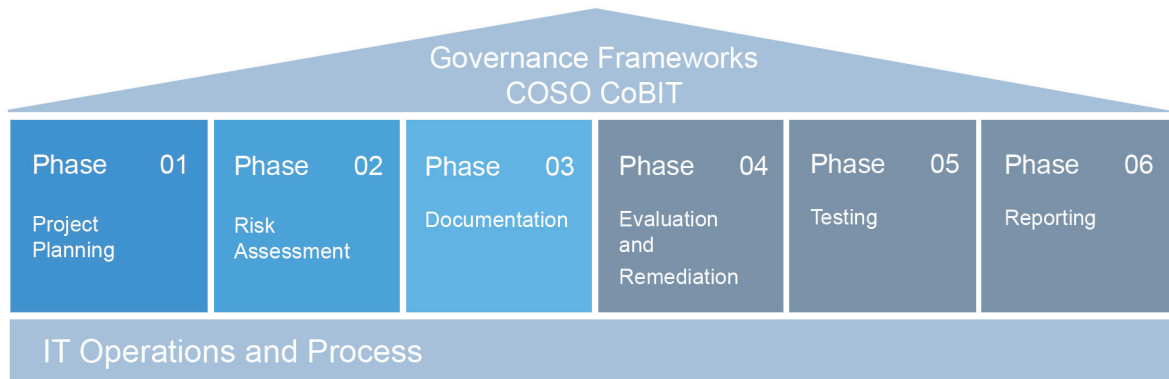 Governance Frameworks
COSO CoBIT
Phase 01
Project
Planning
Phase 02
Risk
Assessment
Phase 03
Documentation
Phase 04
Evaluation
and
Remediation
Phase 05
Testing
Phase 06
Reporting
IT Operations and Process